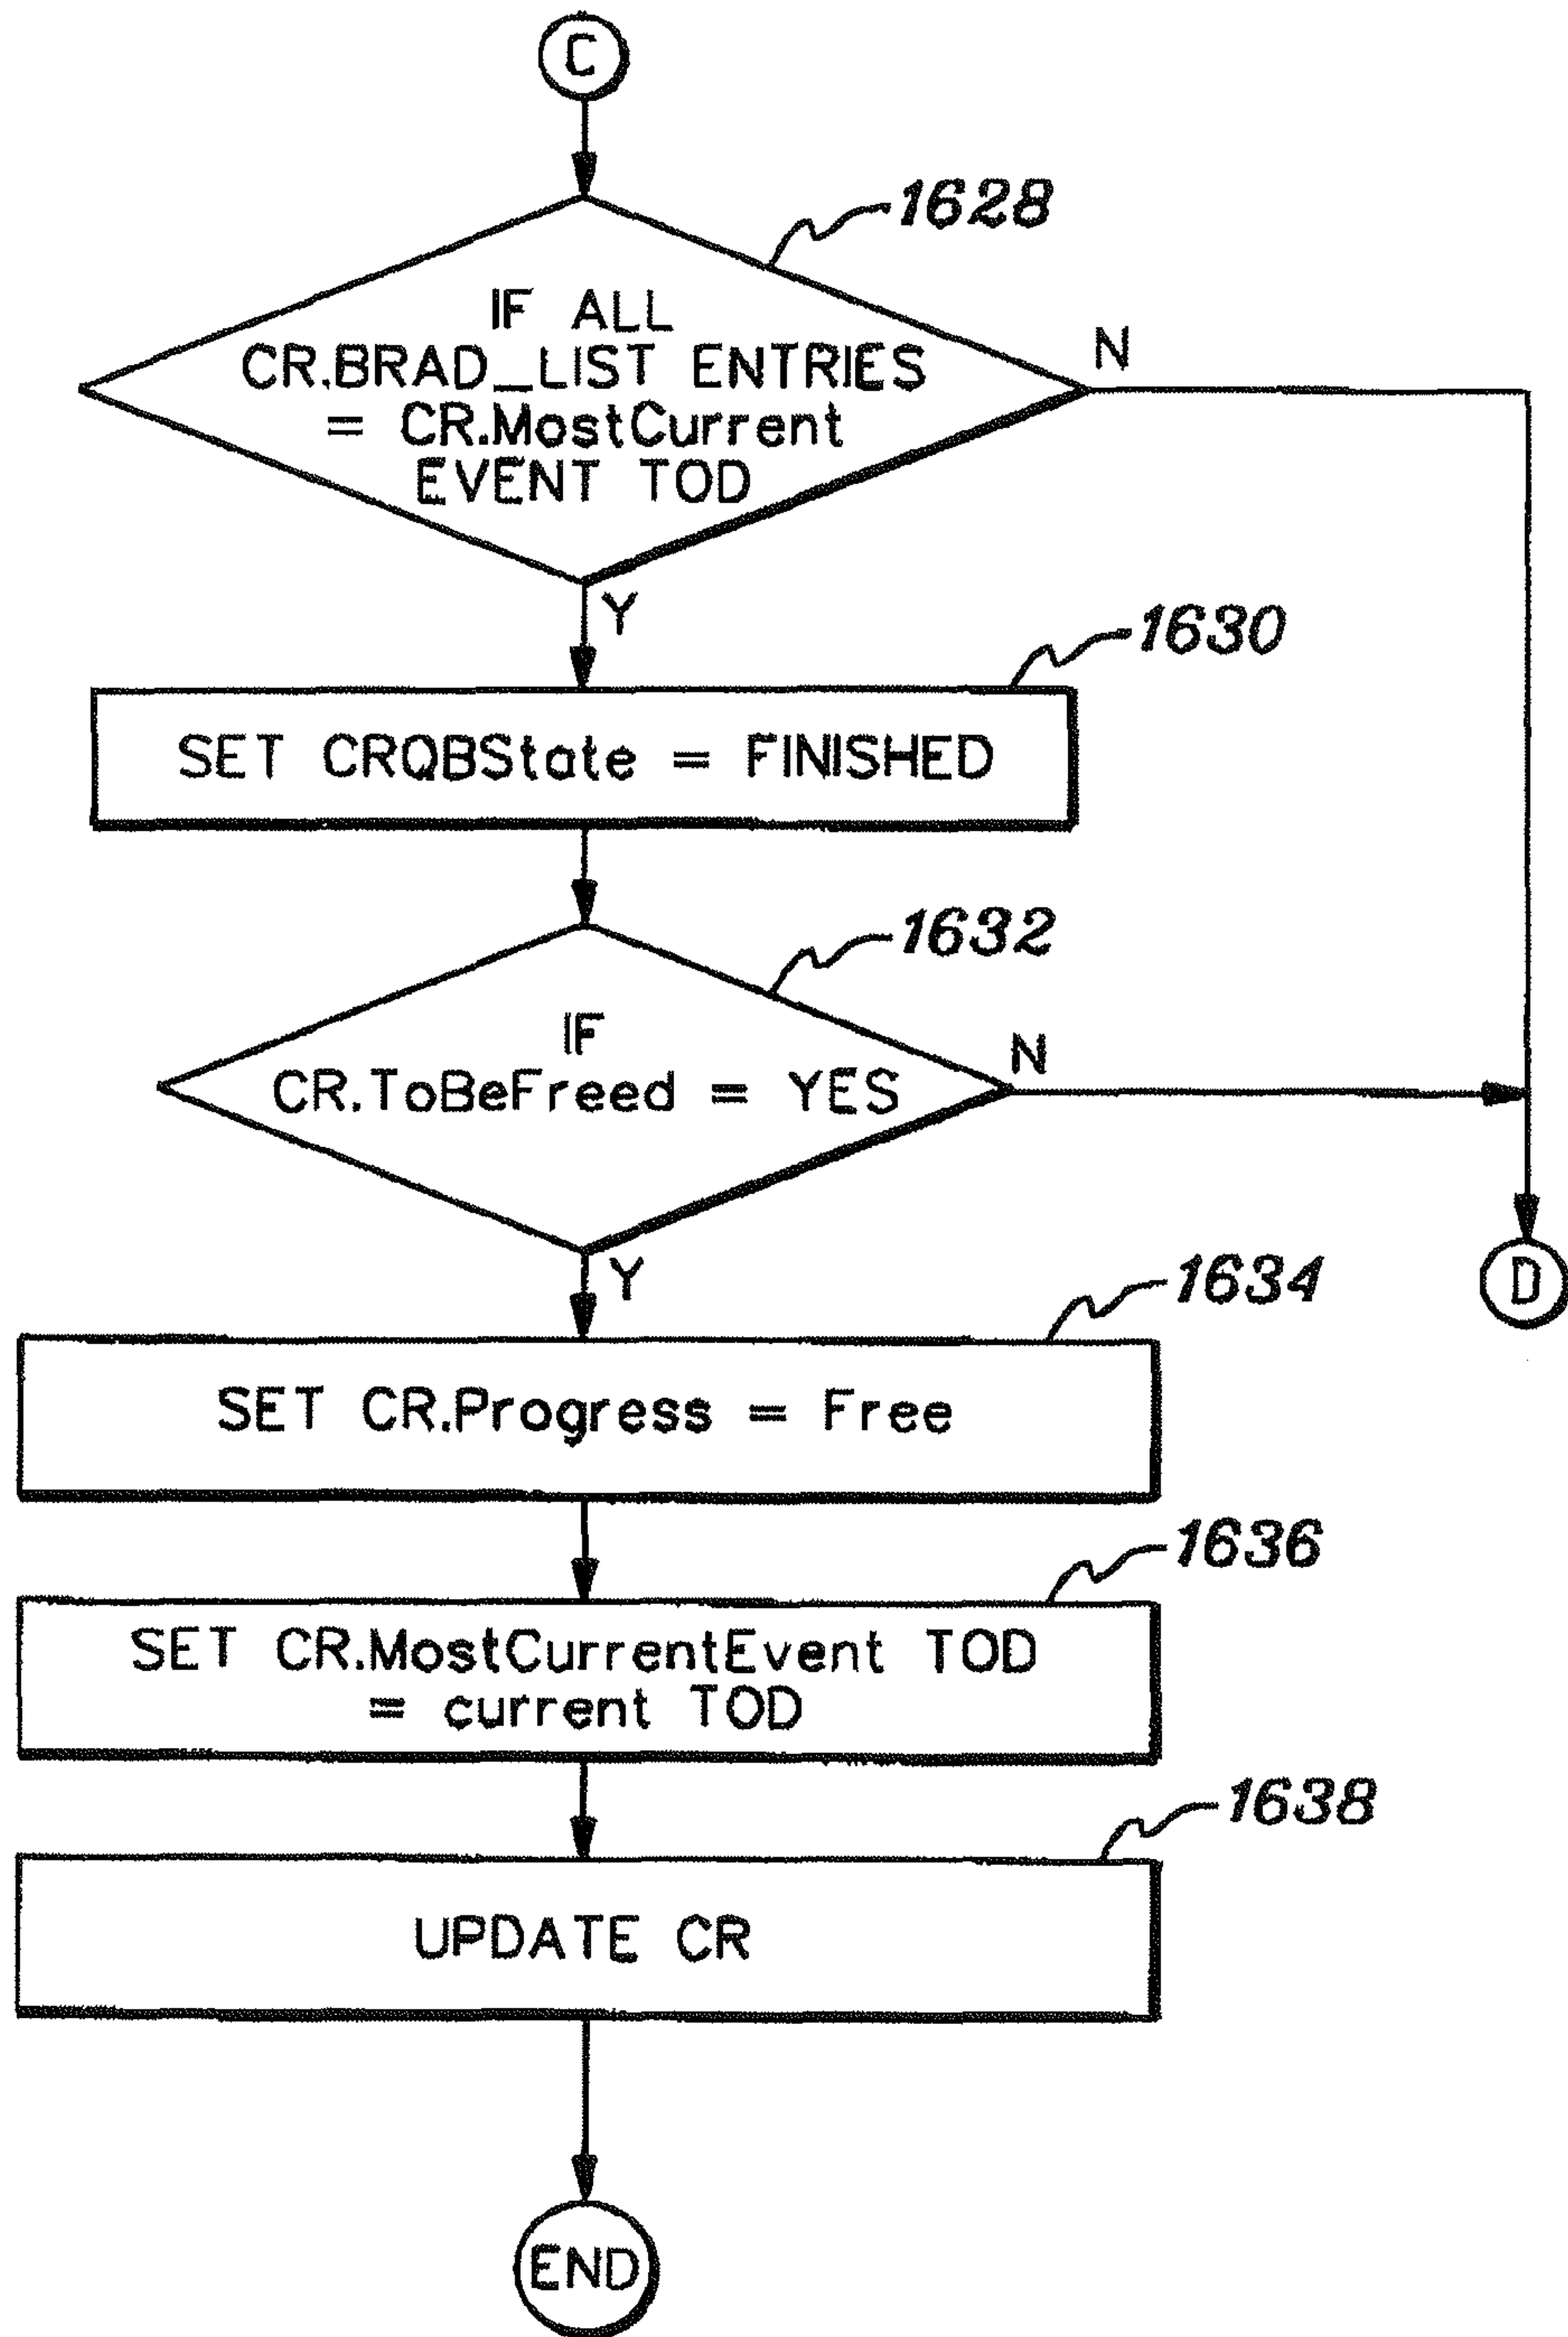 C
1628
IF ALL
CR.BRAD_LIST ENTRIES
= CR.MostCurrent
EVENT TOD
N
Y
1630
SET CRQBState = FINISHED
1632
IF
CR.ToBeFreed = YES
N
Y
D
1634
SET CR.Progress = Free
1636
SET CR.MostCurrentEvent TOD
= current TOD
1638
UPDATE CR
END